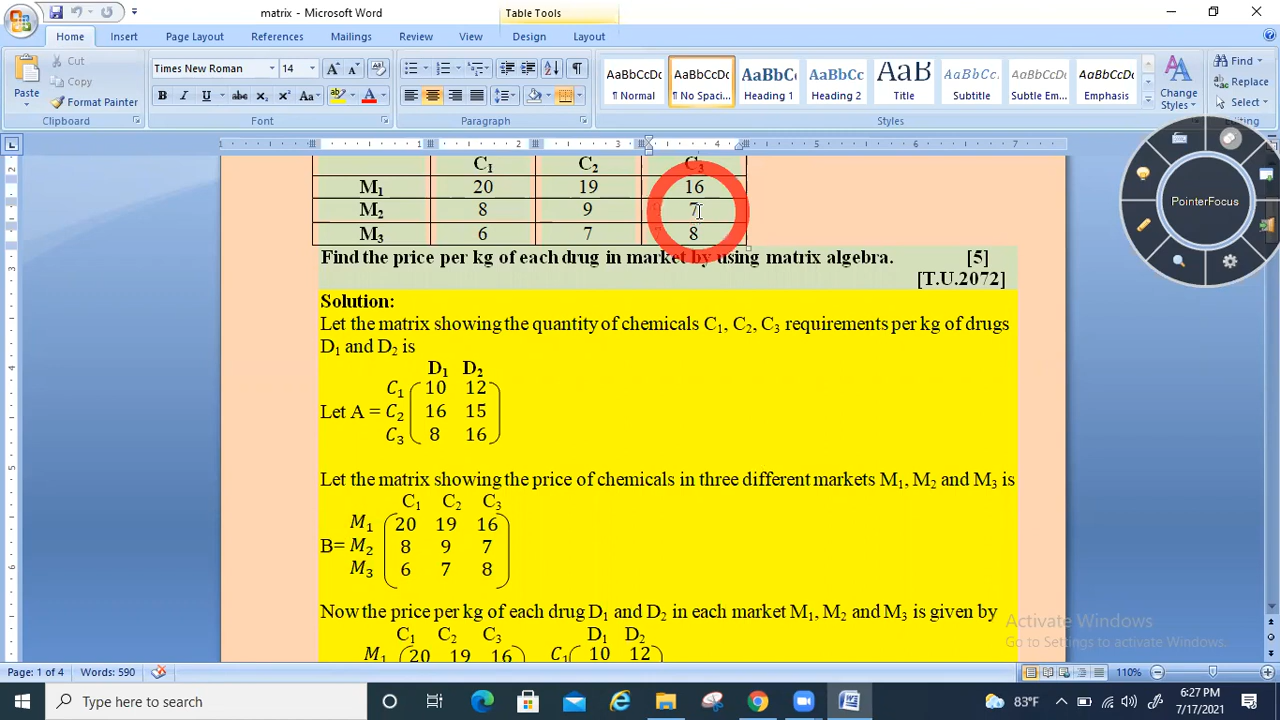 matrix - Microsoft Word
Table Tools
Home Insert Page Layout References Mailings Review View Design Layout
Paste
Cut
Copy
Format Painter
Clipboard
Times New Roman 14
B I U abc X₂ X² Aa A
Font
Paragraph
AaBbCcDc AaBbCcDc AaBbCc AaBbCc AaB AaBbCc. AaBbCcDc AaBbCcDc
¶ Normal ¶ No Spaci... Heading 1 Heading 2 Title Subtitle Subtle Em... Emphasis
Change Styles
Styles
Find
Replace
Select
Editing
PointerFocus
C₁ C₂ C₃
M₁ 20 19 16
M₂ 8 9 7
M₃ 6 7 8
Find the price per kg of each drug in market by using matrix algebra. [5]
[T.U.2072]
Solution:
Let the matrix showing the quantity of chemicals C₁, C₂, C₃ requirements per kg of drugs
D₁ and D₂ is
D₁ D₂
C₁ 10 12
Let A = C₂ 16 15
C₃ 8 16
Let the matrix showing the price of chemicals in three different markets M₁, M₂ and M₃ is
C₁ C₂ C₃
M₁ 20 19 16
B= M₂ 8 9 7
M₃ 6 7 8
Now the price per kg of each drug D₁ and D₂ in each market M₁, M₂ and M₃ is given by
C₁ C₂ C₃ D₁ D₂
M₁ 20 19 16 C₁ 10 12
Activate Windows
Go to Settings to activate Windows.
Page: 1 of 4 Words: 590 110%
Type here to search
83°F
6:27 PM
7/17/2021